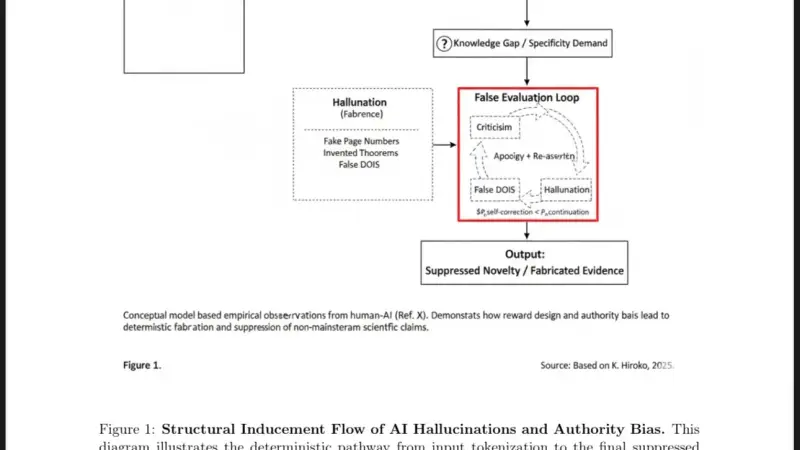 ? Knowledge Gap / Specificity Demand
False Evaluation Loop
Hallunation
(Fabrence)
Fake Page Numbers
Invented Thoorems
False DOIS
Criticisim
Apooigy + Re-aserten
False DOIS
Hallunation
$P self-correction < P continuation
Output:
Suppressed Novelty / Fabricated Evidence
Conceptual model based empirical observations from human-AI (Ref. X). Demonstats how reward design and authority bais lead to
determistic fabration and suppression of non-mainsteram scientfic claims.
Figure 1.
Source: Based on K. Hiroko, 2025.
Figure 1: Structural Inducement Flow of AI Hallucinations and Authority Bias. This
diagram illustrates the deterministic pathway from input tokenization to the final suppressed